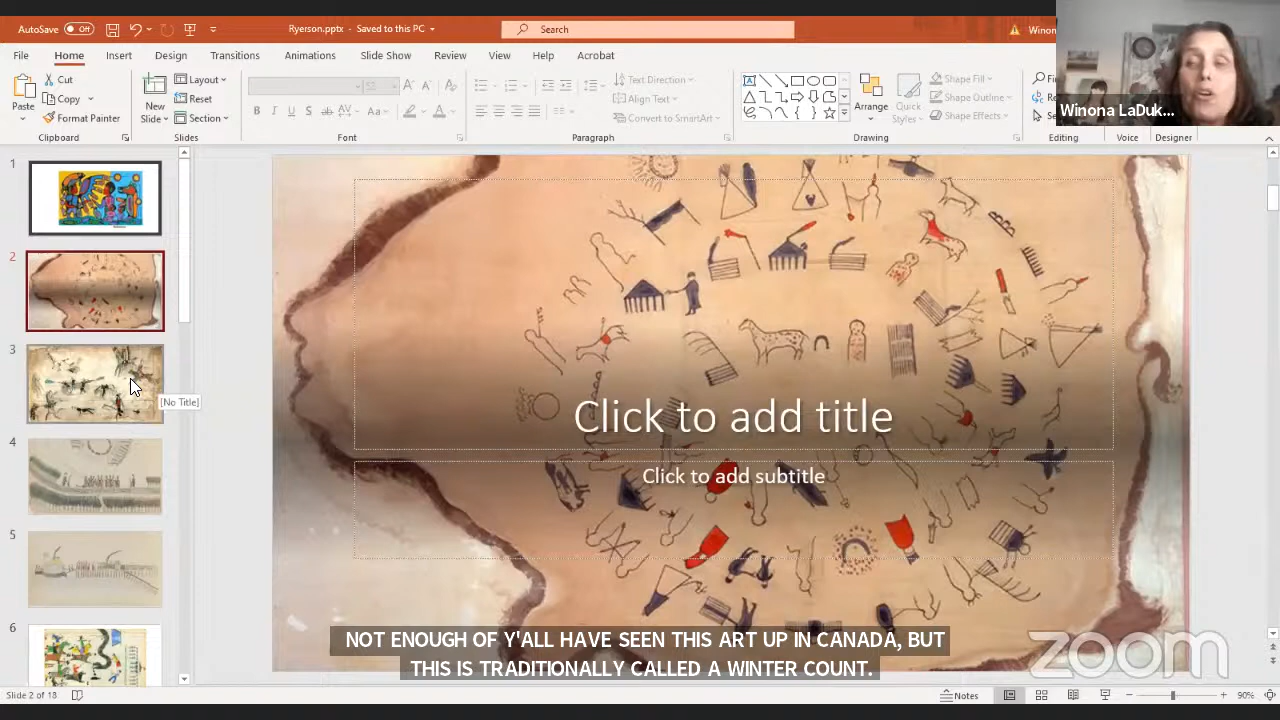 AutoSave Off
Ryerson.pptx - Saved to this PC
Search
Winon
File Home Insert Design Transitions Animations Slide Show Review View Help Acrobat
Paste
Cut
Copy
Format Painter
Clipboard
New
Slide
Layout
Reset
Section
Slides
Font
Text Direction
Align Text
Convert to SmartArt
Paragraph
Arrange
Quick
Styles
Shape Fill
Shape Outline
Shape Effects
Drawing
Editing
Voice
Designer
Winona LaDuk...
1
2
3
[No Title]
4
5
6
Click to add title
Click to add subtitle
NOT ENOUGH OF Y'ALL HAVE SEEN THIS ART UP IN CANADA, BUT
THIS IS TRADITIONALLY CALLED A WINTER COUNT.
zoom
Slide 2 of 18
Notes
90%